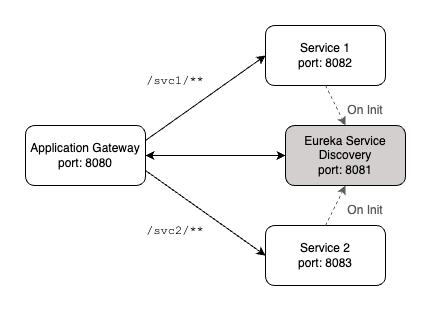 Service 1
port: 8082
/svc1/**
On Init
Application Gateway
port: 8080
Eureka Service
Discovery
port: 8081
On Init
/svc2/**
Service 2
port: 8083